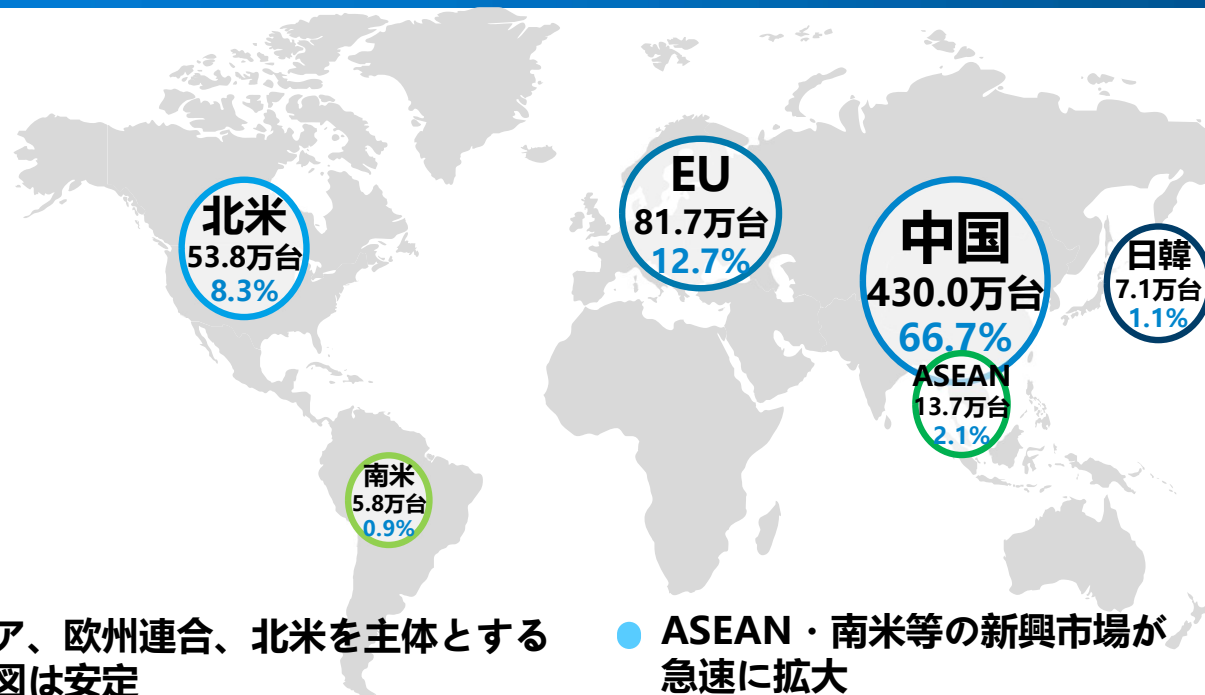 北米
53.8万台
8.3%
EU
81.7万台
12.7%
中国
430.0万台
66.7%
日韓
7.1万台
1.1%
ASEAN
13.7万台
2.1%
南米
5.8万台
0.9%
ア、欧州連合、北米を主体とする
図は安定
ASEAN・南米等の新興市場が
急速に拡大